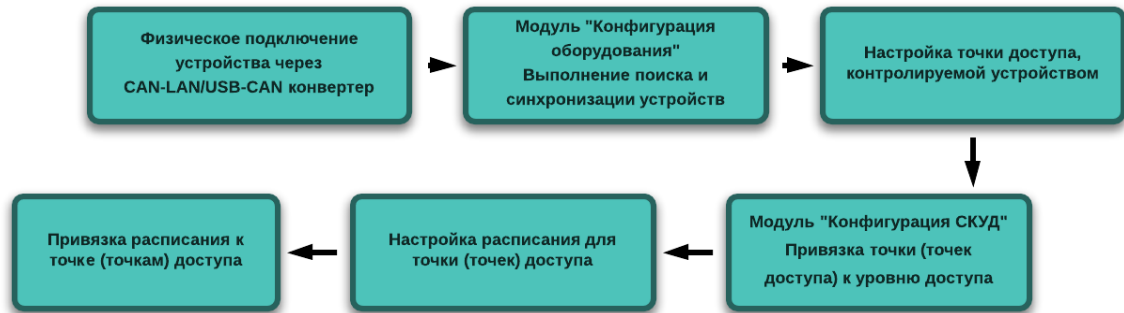 Физическое подключение
устройства через
CAN-LAN/USB-CAN конвертер
Модуль "Конфигурация
оборудования"
Выполнение поиска и
синхронизации устройств
Настройка точки доступа,
контролируемой устройством
Модуль "Конфигурация СКУД"
Привязка точки (точек
доступа) к уровню доступа
Настройка расписания для
точки (точек) доступа
Привязка расписания к
точке (точкам) доступа